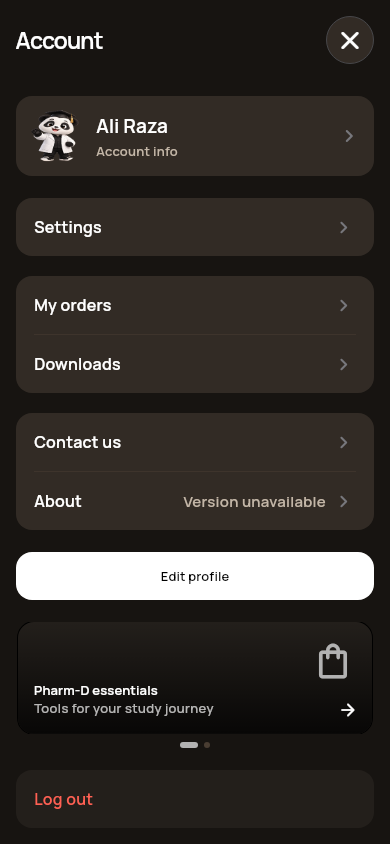 Account
Ali Raza
Account info
Settings
My orders
Downloads
Contact us
About
Version unavailable
Edit profile
Pharm-D essentials
Tools for your study journey
Log out